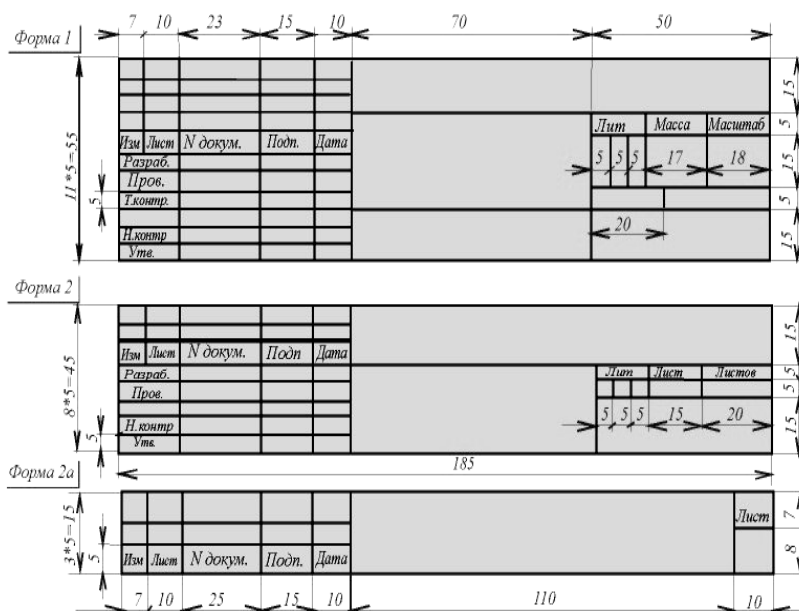 7 10 23 15 10 70 50
Форма 1
15
5
Лит Масса Масштаб
Изм Лист N докум. Подп. Дата
11*5=55
5 5 5 17 18
15
Разраб.
Пров.
5
Т.контр.
5
20
15
Н.контр
Утв.
Форма 2
15
Изм Лист N докум. Подп Дата
8*5=45
Разраб.
Лит Лист Листов
5
Пров.
5
5 5 5 15 20
15
Н.контр
5
Утв.
185
Форма 2а
3*5=15
Лист
7
5
Изм Лист N докум. Подп. Дата
8
7 10 25 15 10 110 10